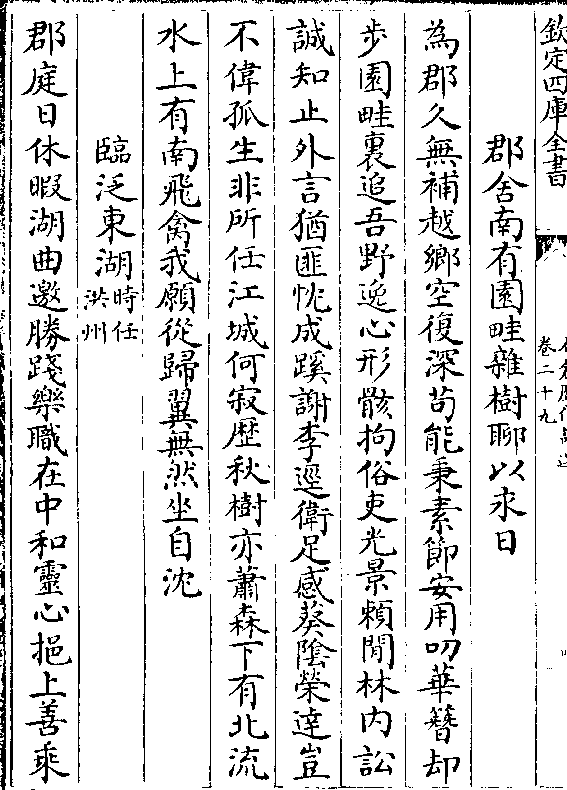 欽定四庫全書
卷二十九
郡舍南有園畦雜樹聊以永日
為郡久無補越鄉空復深茍能秉素節安用叨華簪却
步園畦裏追吾野逸心形骸拘俗吏光景賴閒林内訟
誠知止外言猶匪忱成蹊謝李逕衛足感葵陰榮達豈
不偉孤生非所任江城何寂歴秋樹亦蕭森下有北流
水上有南飛禽我願從歸翼無然坐自沈
臨泛東湖時任洪州
郡庭日休暇湖曲邀勝踐樂職在中和靈心挹上善乘